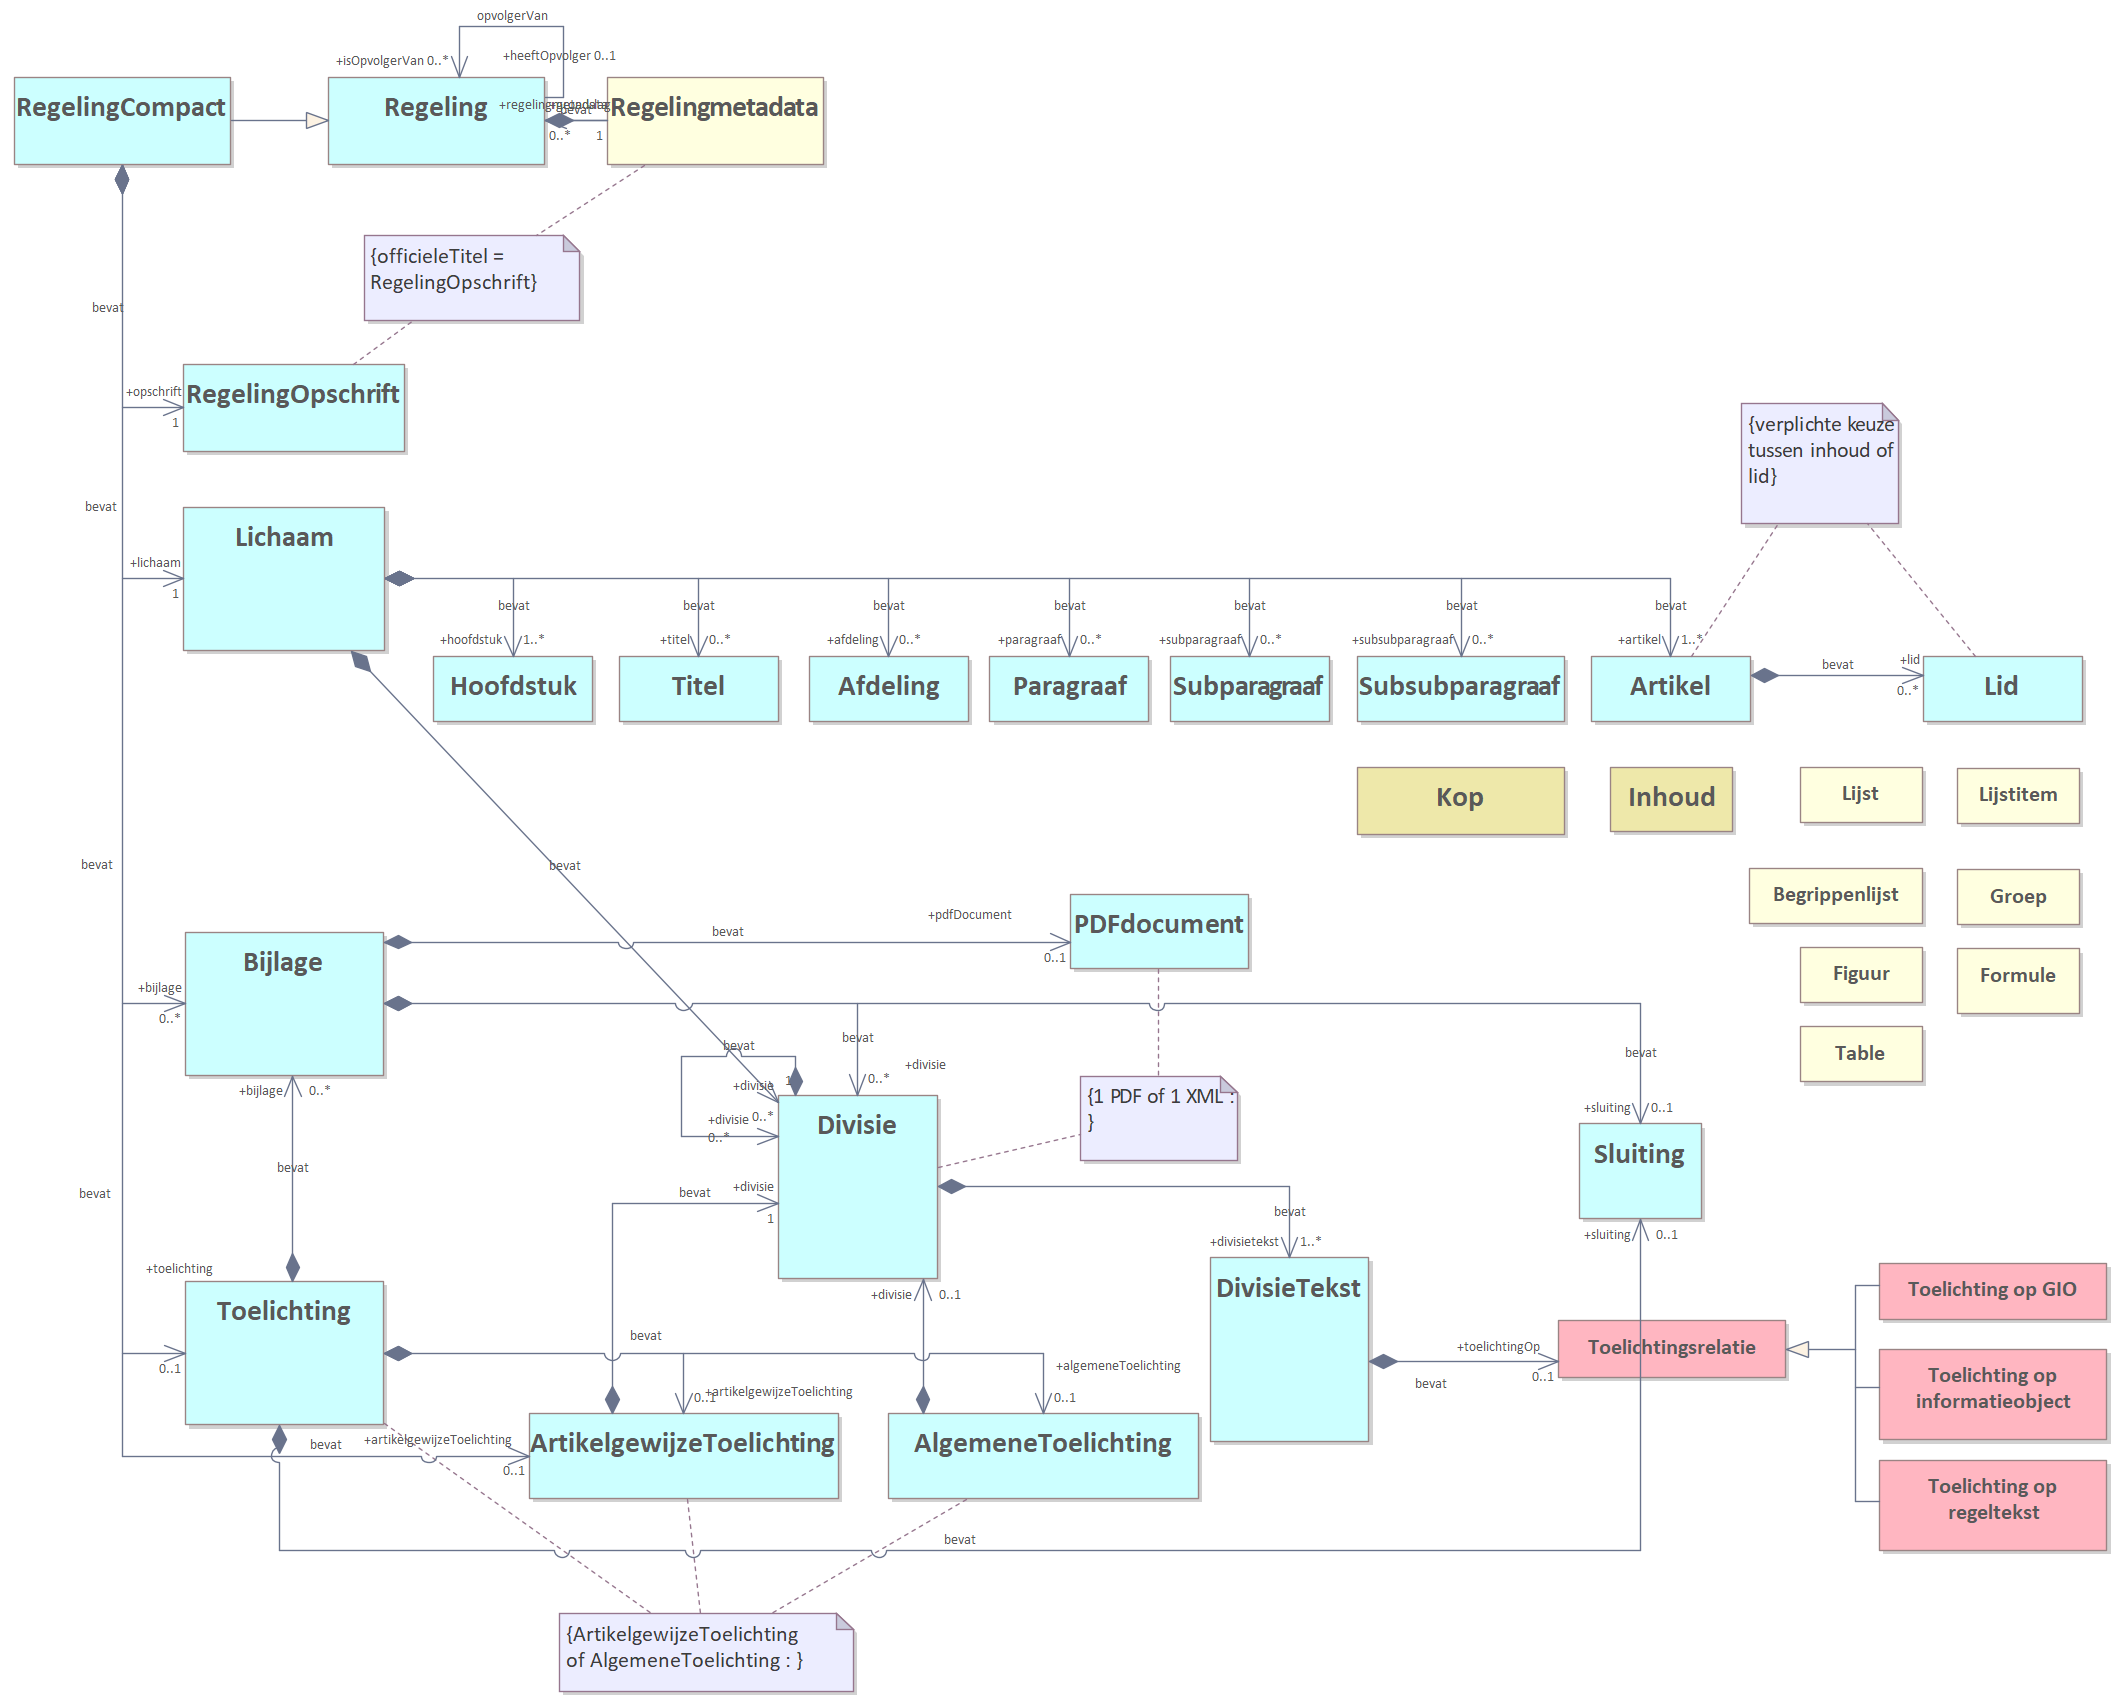 opvolgerVan
+isOpvolgerVan 0..*
+heeftOpvolger 0..1
RegelingCompact
Regeling
bevat
0..*
1
Regelingmetadata
{officieleTitel =
RegelingOpschrift}
bevat
+opschrift
1
RegelingOpschrift
{verplichte keuze
tussen inhoud of
lid}
bevat
+lichaam
1
Lichaam
bevat
bevat
bevat
bevat
bevat
bevat
bevat
+hoofdstuk
1..*
+titel
0..*
+afdeling
0..*
+paragraaf
0..*
+subparagraaf
0..*
+subsubparagraaf
0..*
+artikel
1..*
Hoofdstuk
Titel
Afdeling
Paragraaf
Subparagraaf
Subsubparagraaf
Artikel
bevat
+lid
0..*
Lid
Kop
Inhoud
Lijst
Lijstitem
Begrippenlijst
Groep
Figuur
Formule
Table
bevat
bevat
+bijlage
0..*
Bijlage
bevat
+pdfDocument
0..1
PDFdocument
bevat
bevat
1
+divisie
0..*
+divisie
0..*
bevat
0..*
+divisie
Divisie
{1 PDF of 1 XML :
}
bevat
+sluiting
0..1
Sluiting
+sluiting
0..1
+bijlage
0..*
bevat
bevat
+toelichting
0..1
Toelichting
bevat
+divisie
1
bevat
+divisietekst
1..*
DivisieTekst
+divisie
0..1
bevat
0..1
+artikelgewijzeToelichting
+algemeneToelichting
0..1
bevat
+artikelgewijzeToelichting
0..1
ArtikelgewijzeToelichting
AlgemeneToelichting
+toelichtingOp
bevat
0..1
Toelichtingsrelatie
Toelichting op GIO
Toelichting op
informatieobject
Toelichting op
regeltekst
bevat
{ArtikelgewijzeToelichting
of AlgemeneToelichting : }